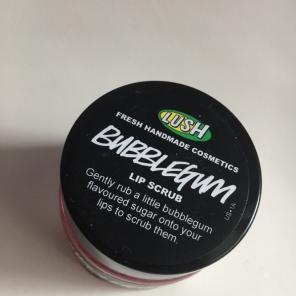 LUSH
FRESH HANDMADE COSMETICS
BUBBLEGUM
LIP SCRUB
Gently rub a little bubblegum
flavoured sugar onto your
lips to scrub them.